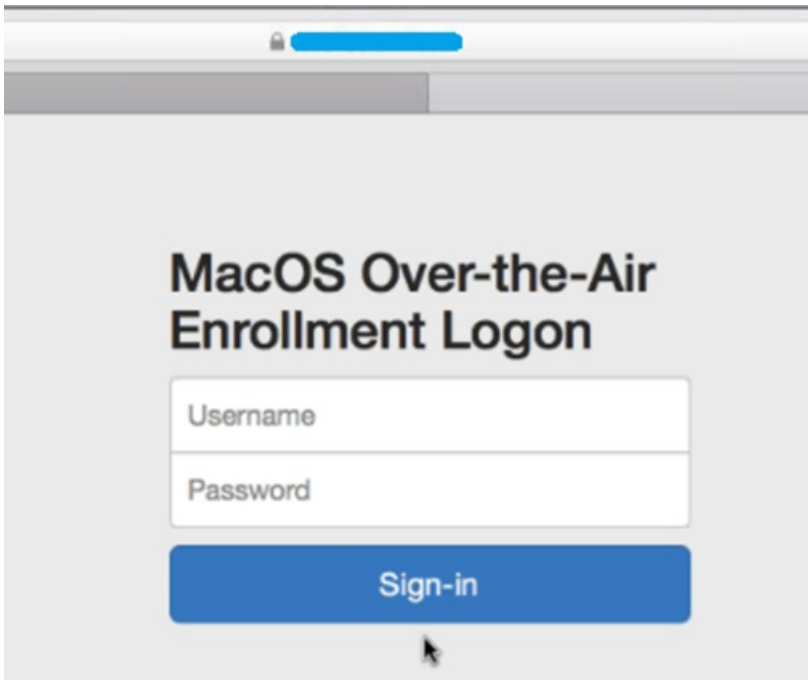 MacOS Over-the-Air
Enrollment Logon
Username
Password
Sign-in